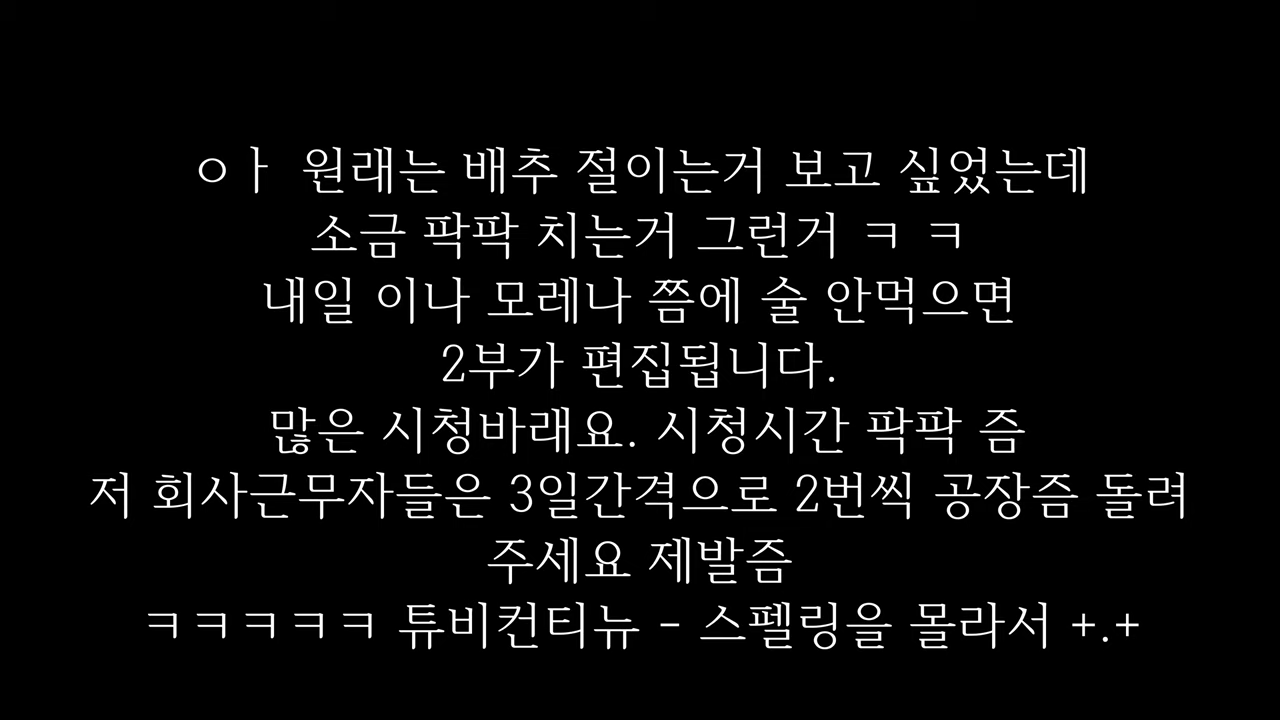 ㅇㅏ 원래는 배추 절이는거 보고 싶었는데
소금 팍팍 치는거 그런거 ㅋ ㅋ
내일 이나 모레나 쯤에 술 안먹으면
2부가 편집됩니다.
많은 시청바래요. 시청시간 팍팍 즘
저 회사근무자들은 3일간격으로 2번씩 공장즘 돌려
주세요 제발즘
ㅋㅋㅋㅋㅋ 튜비컨티뉴 - 스펠링을 몰라서 +.+